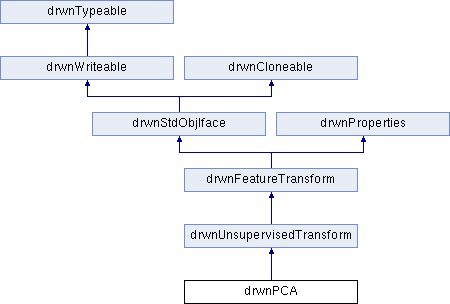 drwnTypeable
drwnWriteable
drwnCloneable
drwnStdObjIface
drwnProperties
drwnFeatureTransform
drwnUnsupervisedTransform
drwnPCA